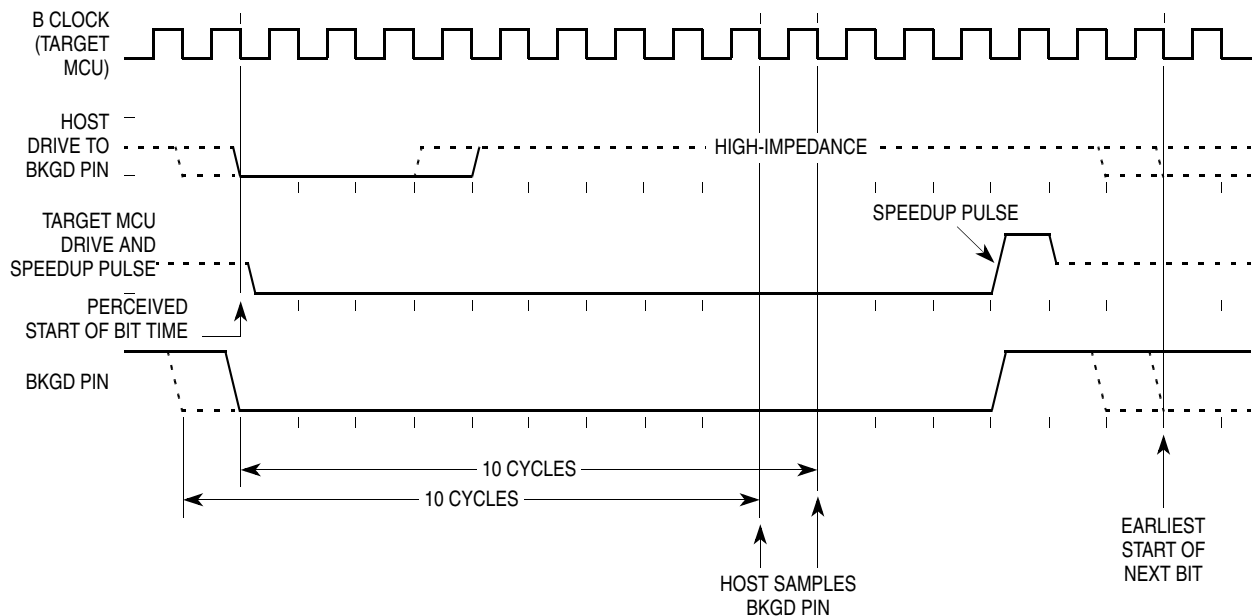 B CLOCK
(TARGET
MCU)
HOST
DRIVE TO
BKGD PIN
HIGH-IMPEDANCE
TARGET MCU
DRIVE AND
SPEEDUP PULSE
SPEEDUP PULSE
PERCEIVED
START OF BIT TIME
BKGD PIN
10 CYCLES
10 CYCLES
HOST SAMPLES
BKGD PIN
EARLIEST
START OF
NEXT BIT